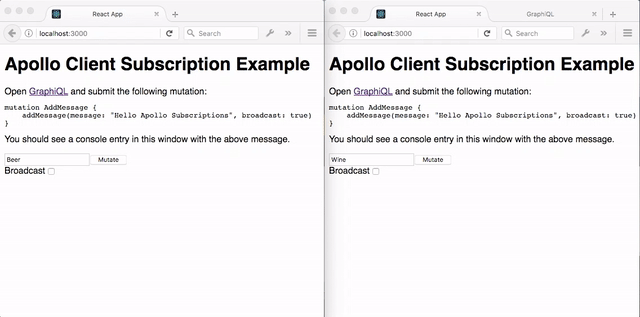 React App
localhost:3000
Search
Apollo Client Subscription Example
Open GraphiQL and submit the following mutation:
mutation AddMessage {
    addMessage(message: "Hello Apollo Subscriptions", broadcast: true)
}
You should see a console entry in this window with the above message.
Beer Mutate
Broadcast
React App GraphiQL
localhost:3000
Search
Apollo Client Subscription Example
Open GraphiQL and submit the following mutation:
mutation AddMessage {
    addMessage(message: "Hello Apollo Subscriptions", broadcast: true)
}
You should see a console entry in this window with the above message.
Wine Mutate
Broadcast